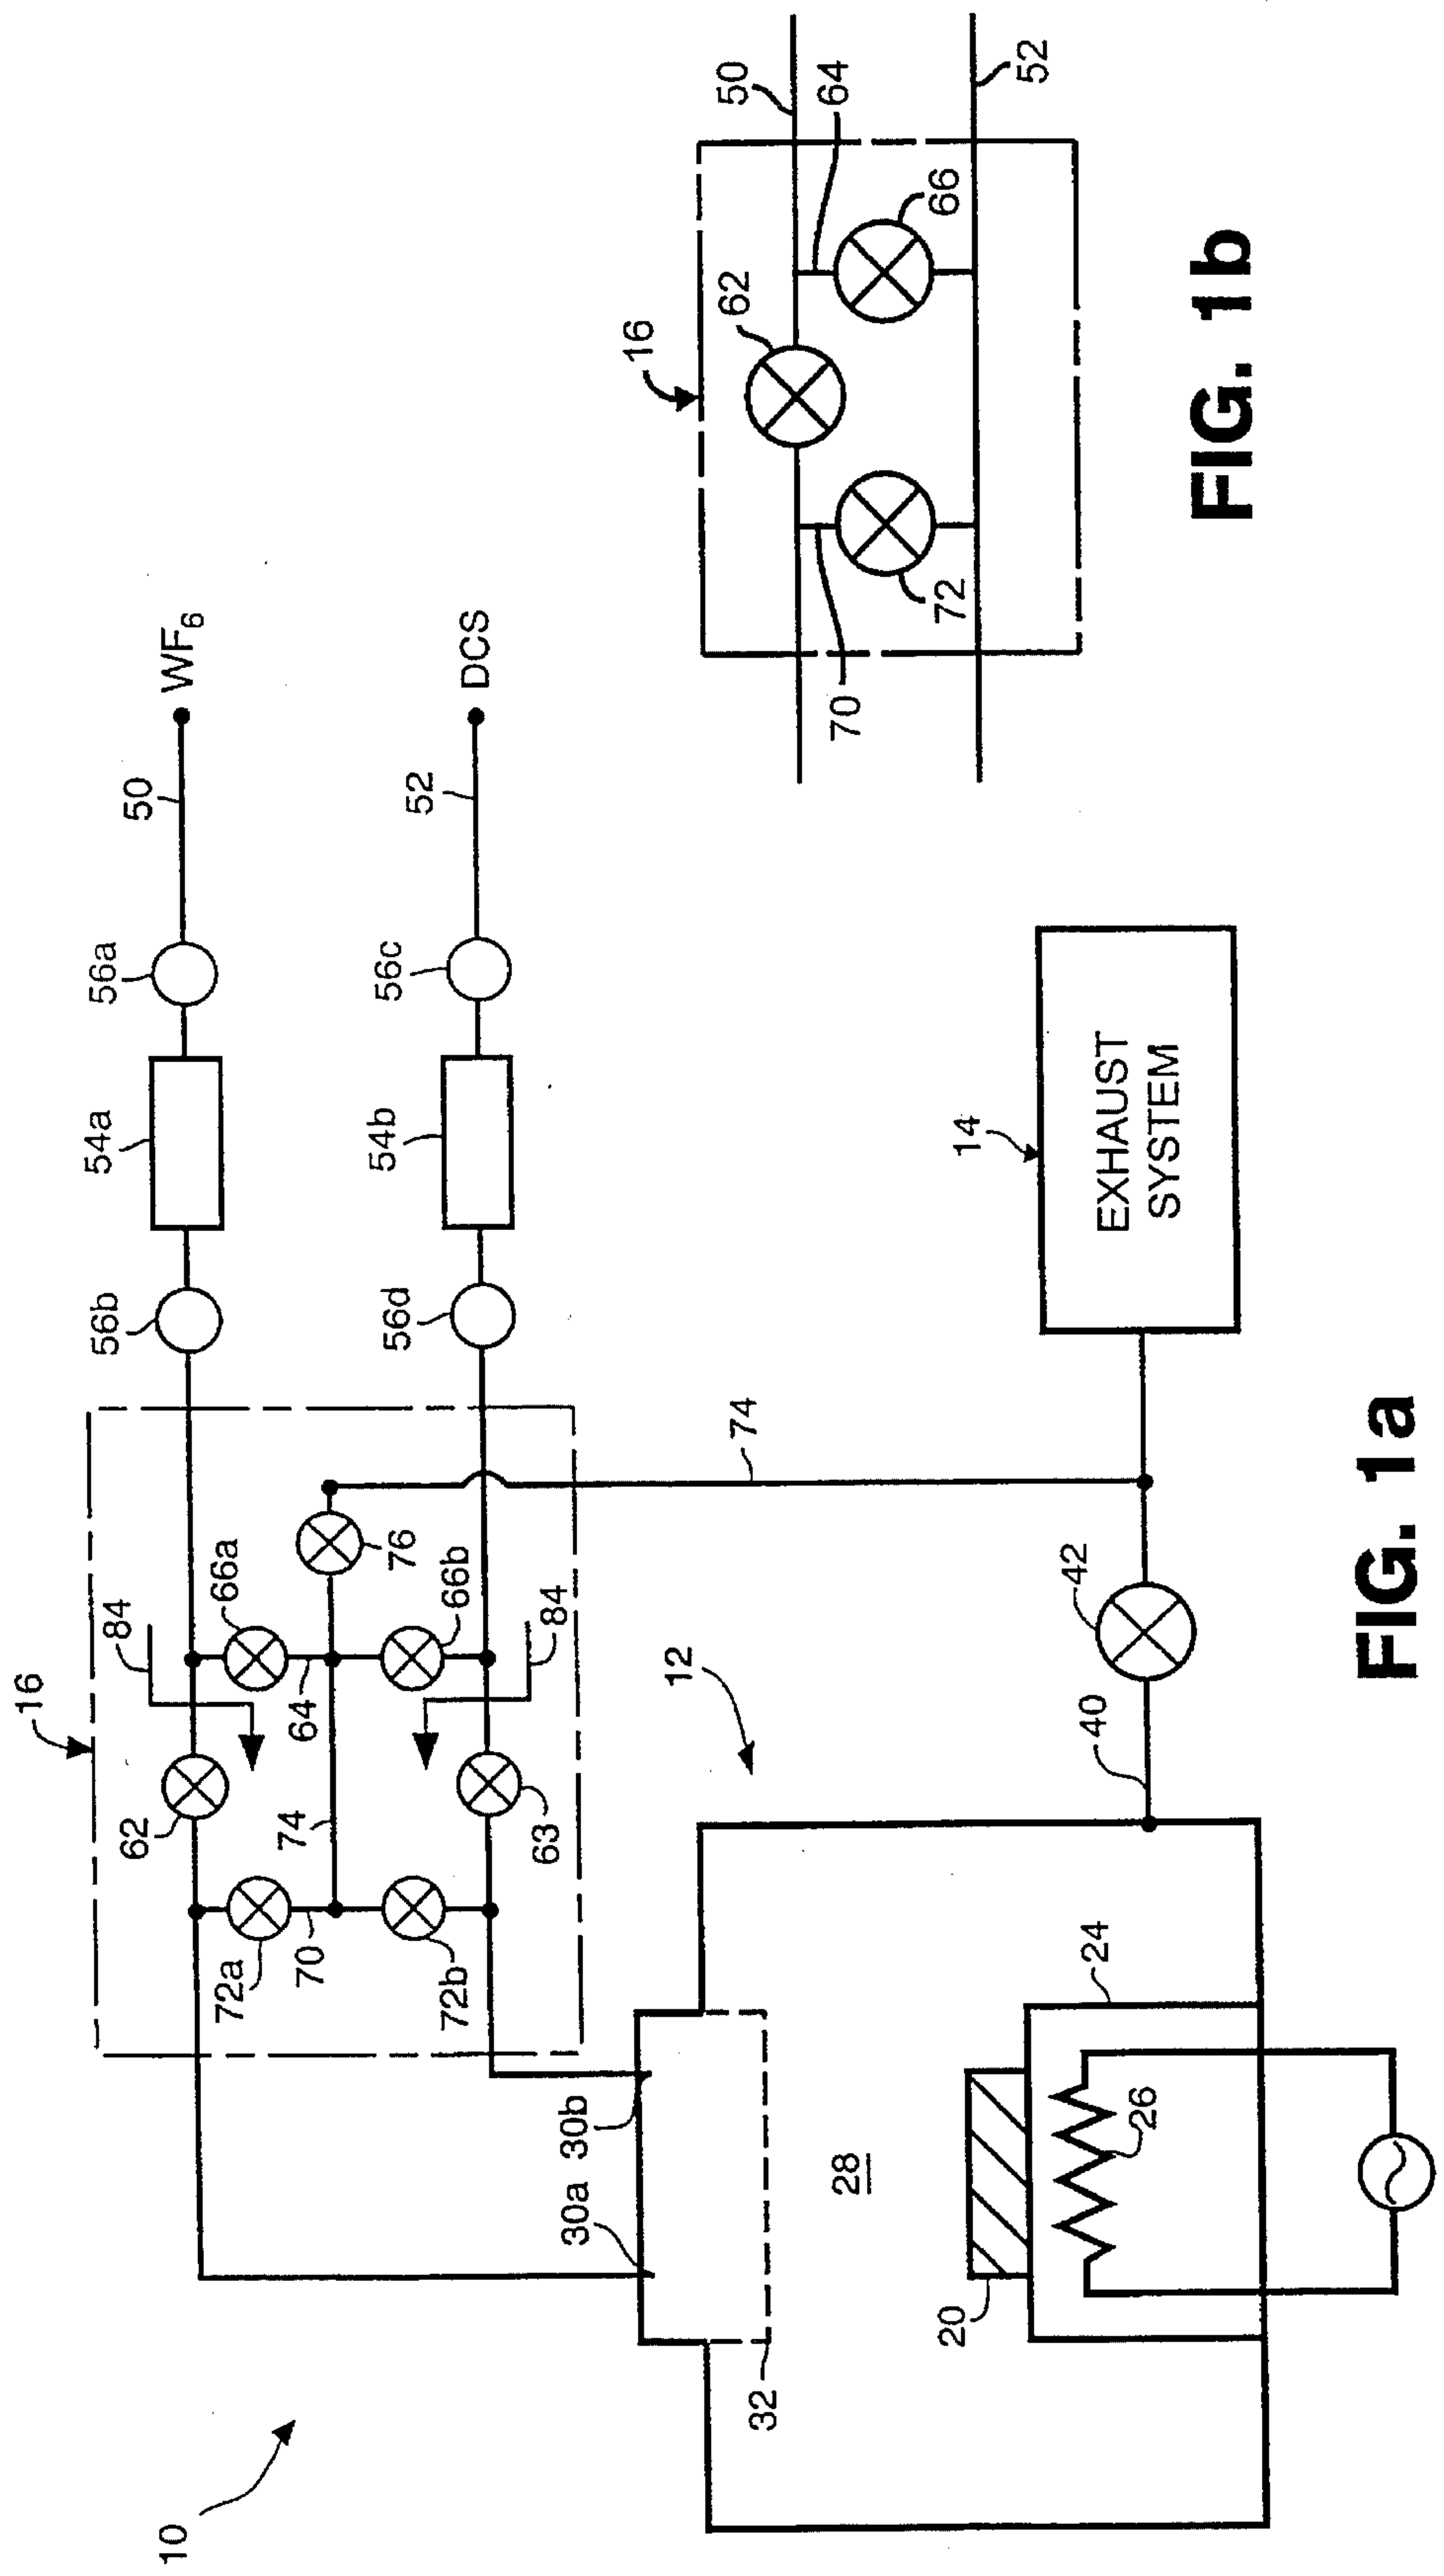 10
16
84
62
66a
56b
54a
56a
50
WF6
72a
70
74
64
76
66b
72b
63
84
56d
54b
56c
52
DCS
30a
30b
12
74
32
28
14
EXHAUST
SYSTEM
20
26
24
40
42
FIG. 1a
16
62
50
64
66
52
70
72
FIG. 1b